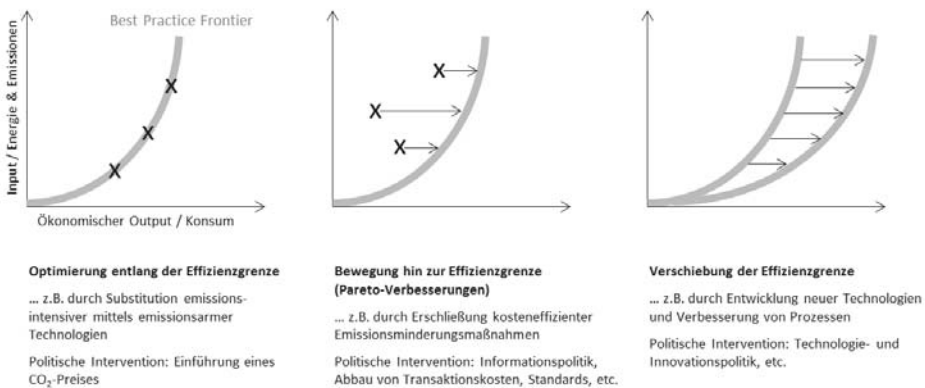 Best Practice Frontier
Input / Energie & Emissionen
X
X
X
Ökonomischer Output / Konsum
X
X
X
Optimierung entlang der Effizienzgrenze
... z.B. durch Substitution emissions-
intensiver mittels emissionsarmer
Technologien
Politische Intervention: Einführung eines
CO₂-Preises
Bewegung hin zur Effizienzgrenze
(Pareto-Verbesserungen)
... z.B. durch Erschließung kosteneffizienter
Emissionsminderungsmaßnahmen
Politische Intervention: Informationspolitik,
Abbau von Transaktionskosten, Standards, etc.
Verschiebung der Effizienzgrenze
... z.B. durch Entwicklung neuer Technologien
und Verbesserung von Prozessen
Politische Intervention: Technologie- und
Innovationspolitik, etc.